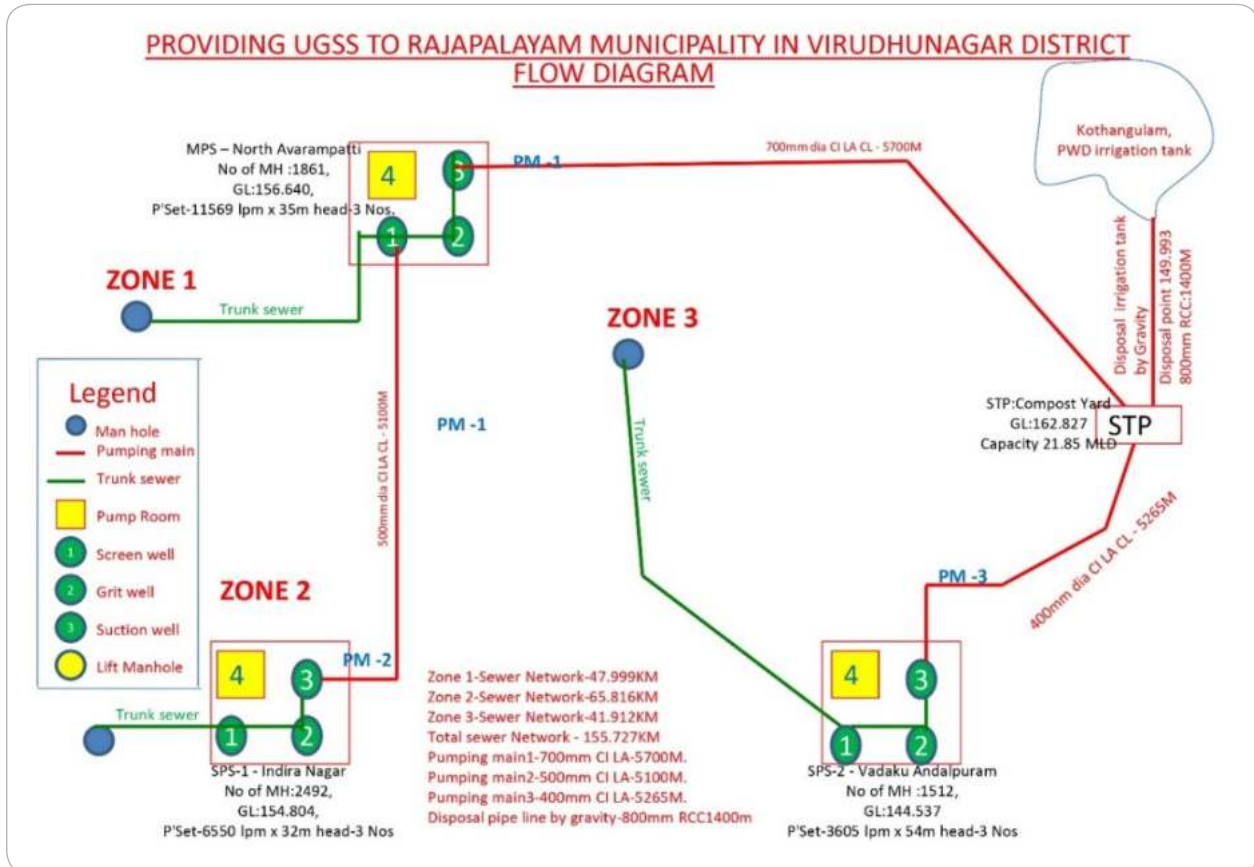 PROVIDING UGSS TO RAJAPALAYAM MUNICIPALITY IN VIRUDHUNAGAR DISTRICT
FLOW DIAGRAM
MPS – North Avarampatti
No of MH :1861,
GL:156.640,
P'Set-11569 lpm x 35m head-3 Nos.
4
3
1
2
PM -1
700mm dia CI LA CL - 5700M
Kothangulam,
PWD irrigation tank
Disposal irrigation tank
by Gravity
Disposal point 149.993
800mm RCC:1400M
ZONE 1
Trunk sewer
ZONE 3
Trunk sewer
500mm dia CI LA CL - 5100M
PM -1
STP:Compost Yard
GL:162.827
Capacity 21.85 MLD
STP
Legend
Man hole
Pumping main
Trunk sewer
Pump Room
1 Screen well
2 Grit well
3 Suction well
Lift Manhole
ZONE 2
4
3
1
2
PM -2
Trunk sewer
SPS-1 - Indira Nagar
No of MH:2492,
GL:154.804,
P'Set-6550 lpm x 32m head-3 Nos
Zone 1-Sewer Network-47.999KM
Zone 2-Sewer Network-65.816KM
Zone 3-Sewer Network-41.912KM
Total sewer Network - 155.727KM
Pumping main1-700mm CI LA-5700M.
Pumping main2-500mm CI LA-5100M.
Pumping main3-400mm CI LA-5265M.
Disposal pipe line by gravity-800mm RCC1400m
PM -3
400mm dia CI LA CL - 5265M
4
3
1
2
SPS-2 - Vadaku Andalpuram
No of MH :1512,
GL:144.537
P'Set-3605 lpm x 54m head-3 Nos